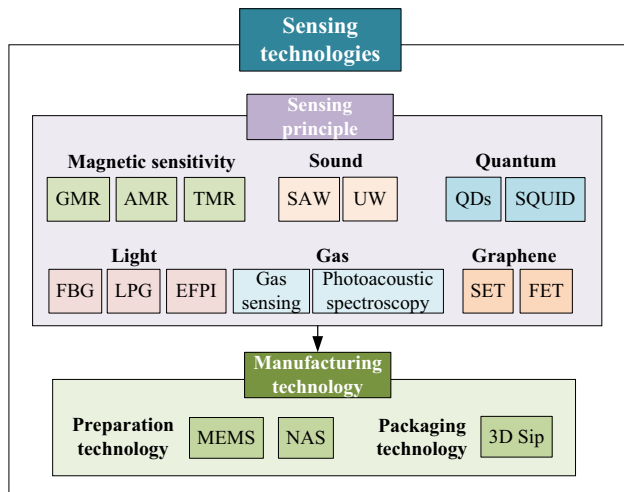 Sensing
technologies
Sensing
principle
Magnetic sensitivity
GMR AMR TMR
Sound
SAW UW
Quantum
QDs SQUID
Light
FBG LPG EFPI
Gas
Gas
sensing
Photoacoustic
spectroscopy
Graphene
SET FET
Manufacturing
technology
Preparation
technology
MEMS NAS
Packaging
technology
3D Sip